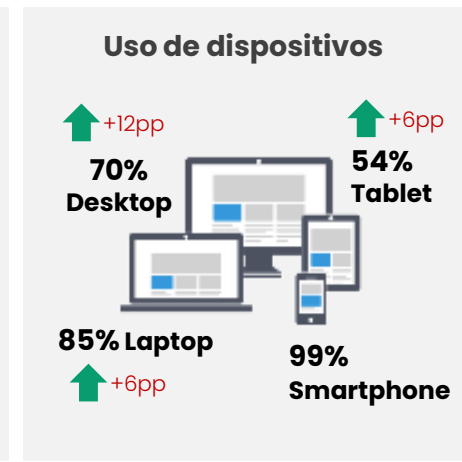 Uso de dispositivos
+12pp
70%
Desktop
+6pp
54%
Tablet
85% Laptop
+6pp
99%
Smartphone